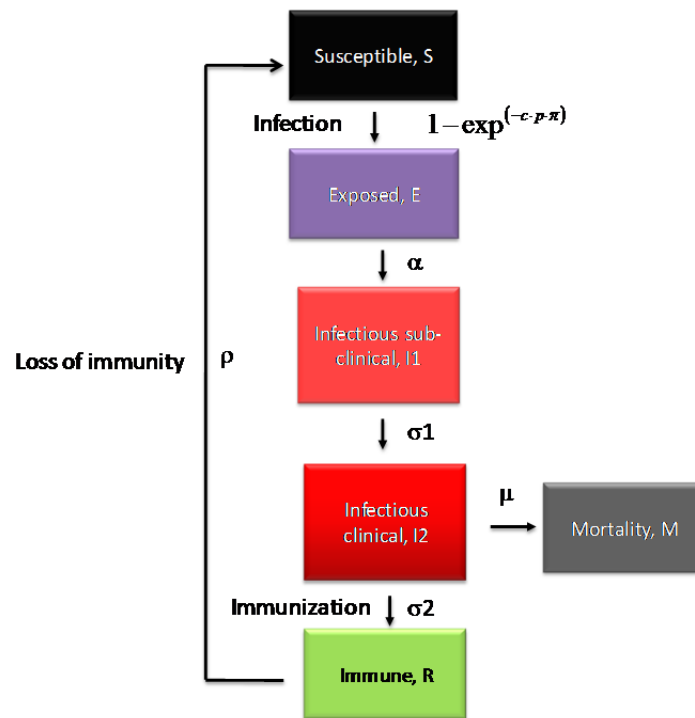 Susceptible, S
Infection
1−exp^(−c·p·π)
Exposed, E
α
Infectious sub-
clinical, I1
Loss of immunity
ρ
σ1
Infectious
clinical, I2
μ
Mortality, M
Immunization
σ2
Immune, R